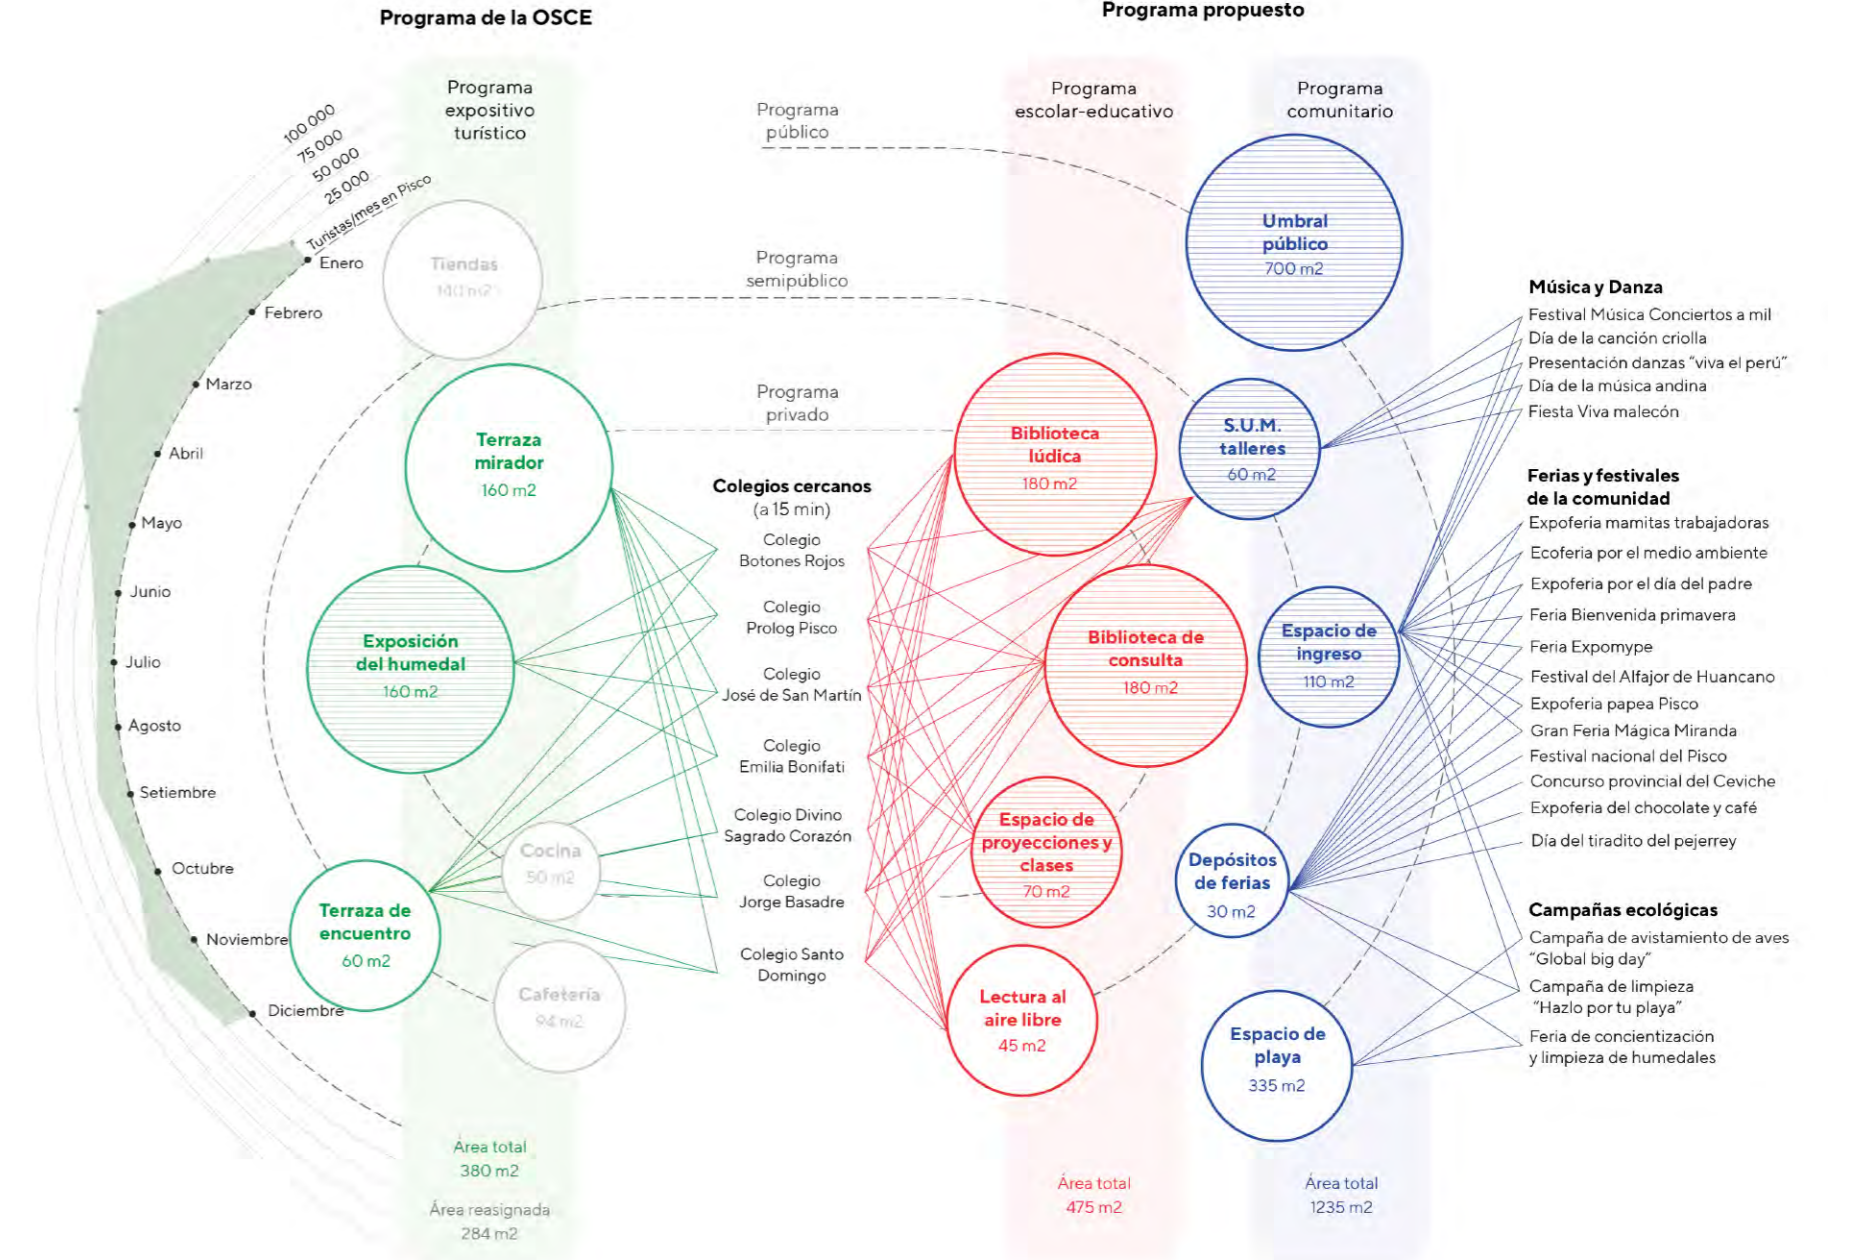 Programa de la OSCE
Programa propuesto
Programa
expositivo
turístico
Programa
público
Programa
escolar-educativo
Programa
comunitario
100 000
75 000
50 000
25 000
Turistas/mes en Pisco
Enero
Febrero
Marzo
Abril
Mayo
Junio
Julio
Agosto
Setiembre
Octubre
Noviembre
Diciembre
Tiendas
140 m2
Terraza
mirador
160 m2
Exposición
del humedal
160 m2
Cocina
50 m2
Terraza de
encuentro
60 m2
Cafetería
94 m2
Área total
380 m2
Área reasignada
284 m2
Programa
semipúblico
Programa
privado
Colegios cercanos
(a 15 min)
Colegio
Botones Rojos
Colegio
Prolog Pisco
Colegio
José de San Martín
Colegio
Emilia Bonifati
Colegio Divino
Sagrado Corazón
Colegio
Jorge Basadre
Colegio Santo
Domingo
Biblioteca
lúdica
180 m2
Biblioteca de
consulta
180 m2
Espacio de
proyecciones y
clases
70 m2
Lectura al
aire libre
45 m2
Área total
475 m2
Umbral
público
700 m2
S.U.M.
talleres
60 m2
Espacio de
ingreso
110 m2
Depósitos
de ferias
30 m2
Espacio de
playa
335 m2
Área total
1235 m2
Música y Danza
Festival Música Conciertos a mil
Día de la canción criolla
Presentación danzas “viva el perú”
Día de la música andina
Fiesta Viva malecón
Ferias y festivales
de la comunidad
Expoferia mamitas trabajadoras
Ecoferia por el medio ambiente
Expoferia por el día del padre
Feria Bienvenida primavera
Feria Expomype
Festival del Alfajor de Huancano
Expoferia papea Pisco
Gran Feria Mágica Miranda
Festival nacional del Pisco
Concurso provincial del Ceviche
Expoferia del chocolate y café
Día del tiradito del pejerrey
Campañas ecológicas
Campaña de avistamiento de aves
“Global big day”
Campaña de limpieza
“Hazlo por tu playa”
Feria de concientización
y limpieza de humedales